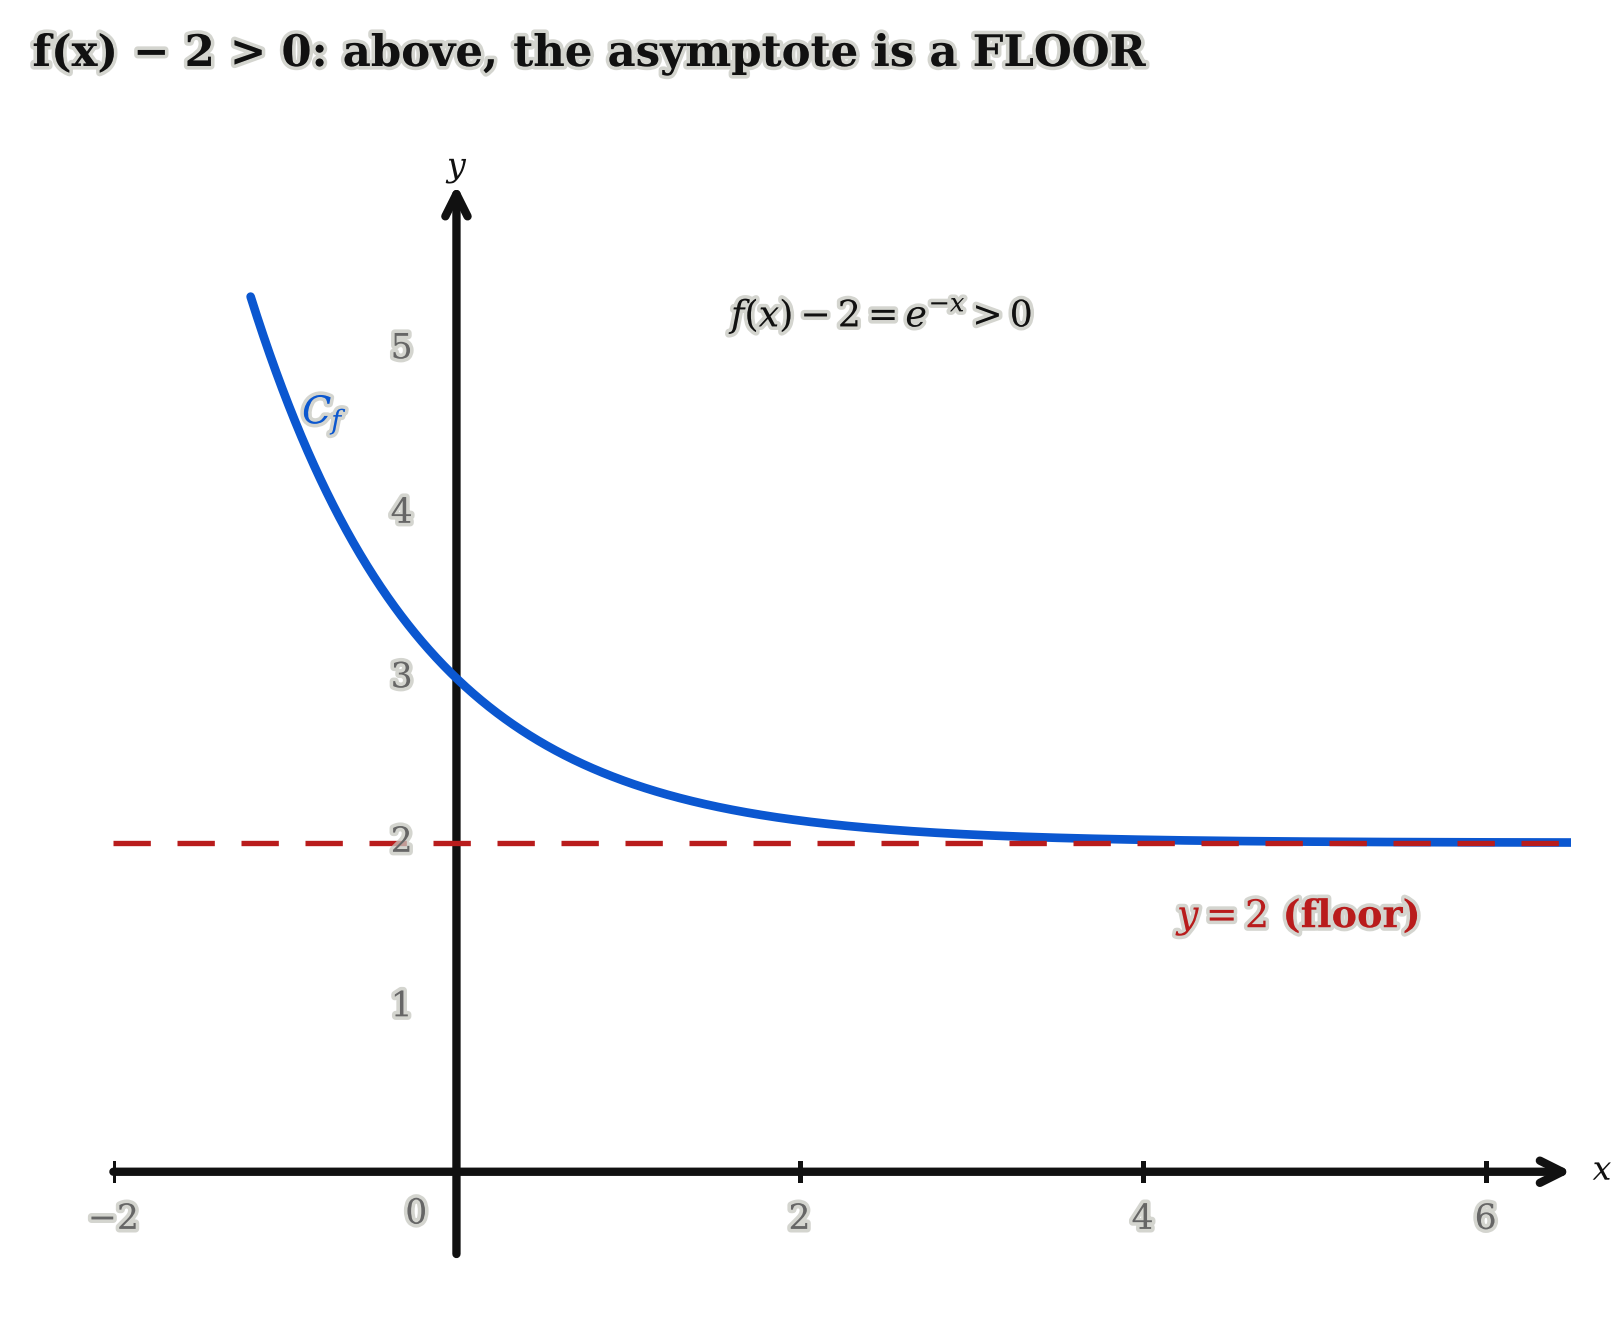 f(x) − 2 > 0: above, the asymptote is a FLOOR
y
f(x) − 2 = e^{−x} > 0
5
C_f
4
3
2
y = 2 (floor)
1
x
−2 0 2 4 6